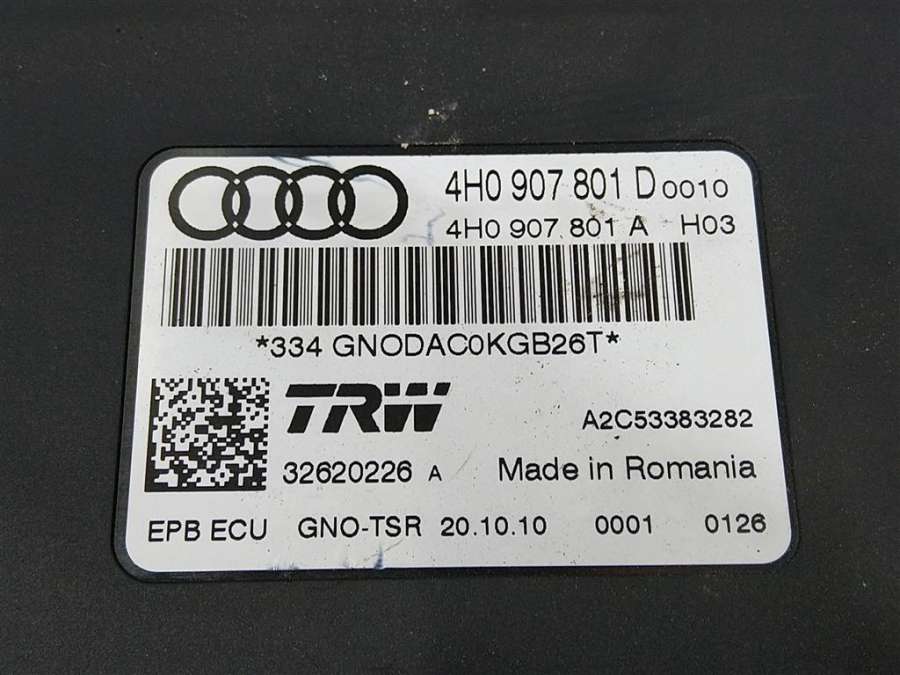 4H0 907 801 D 0010
4H0 907 801 A H03
*334 GNODAC0KGB26T*
TRW
A2C53383282
32620226 A Made in Romania
EPB ECU GNO-TSR 20.10.10 0001 0126